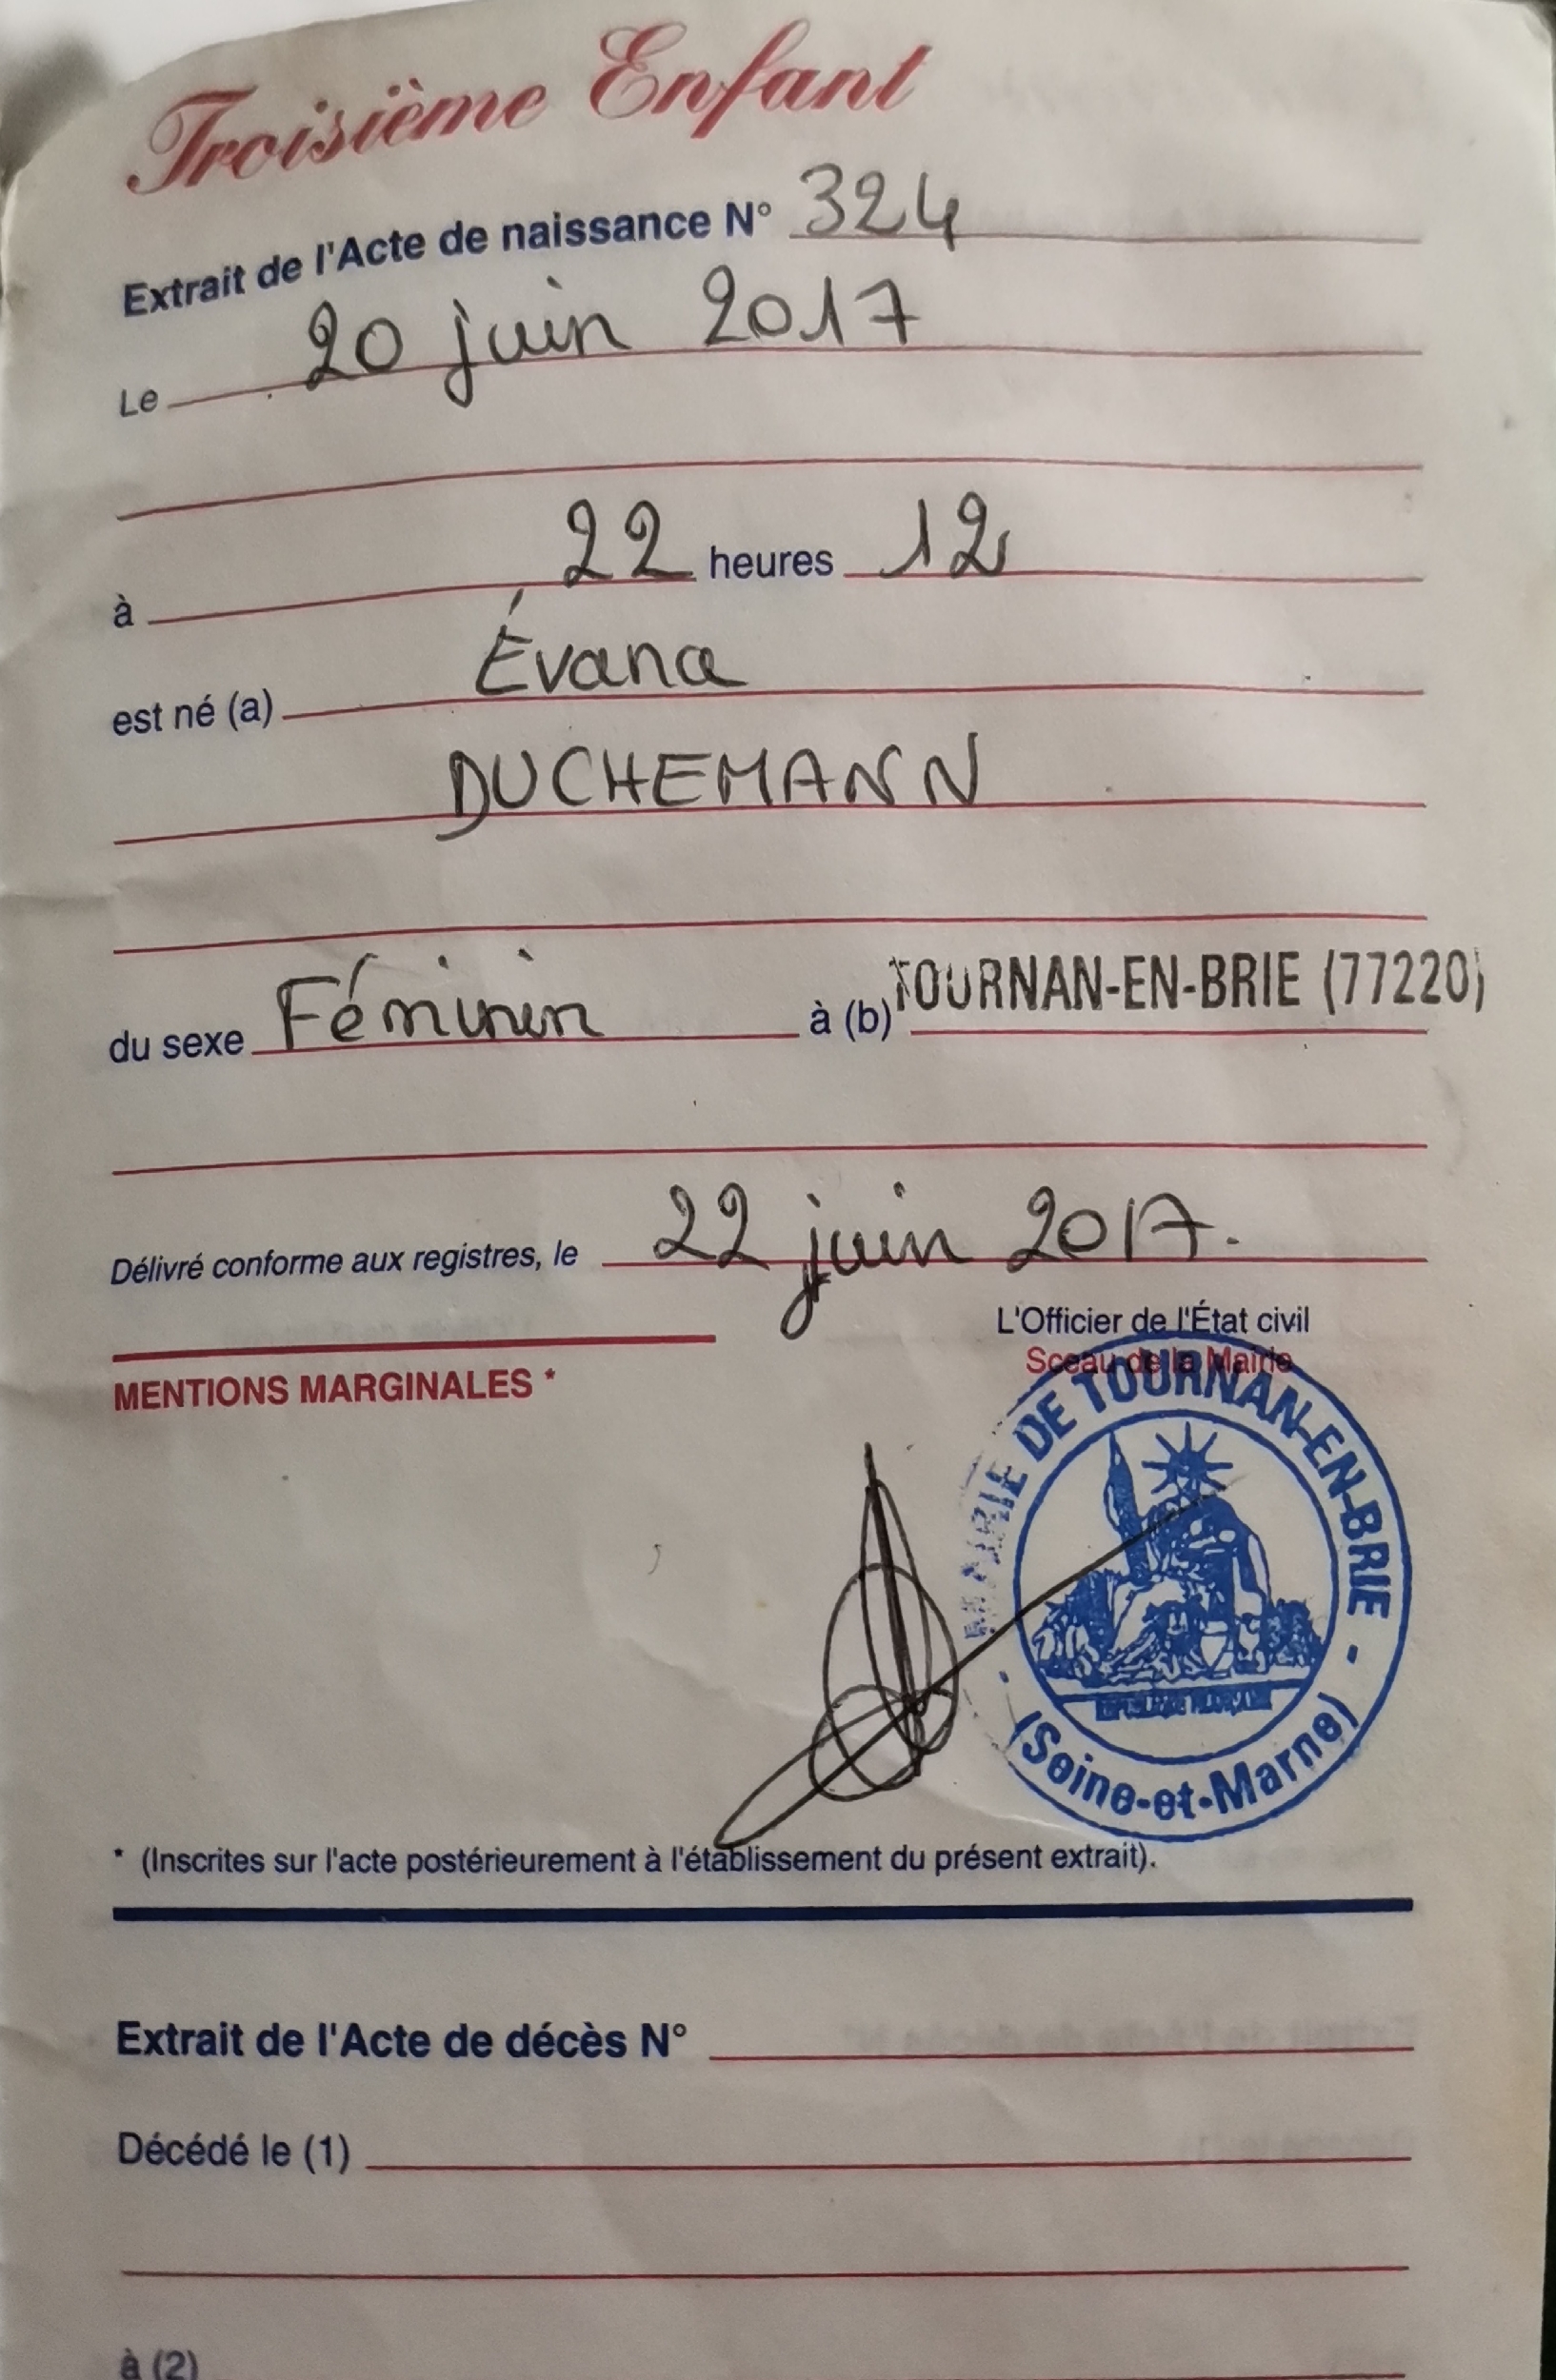 Troisième Enfant
Extrait de l'Acte de naissance N° 324
Le 20 juin 2017
à 22 heures 12
est né (a) Évana
DUCHEMANN
du sexe Féminin à (b) TOURNAN-EN-BRIE (77220)
Délivré conforme aux registres, le 22 juin 2017.
L'Officier de l'État civil
Sceau de la Mairie
MENTIONS MARGINALES *
MAIRIE DE TOURNAN-EN-BRIE
(Seine-et-Marne)
* (Inscrites sur l'acte postérieurement à l'établissement du présent extrait).
Extrait de l'Acte de décès N°
Décédé le (1)
à (2)